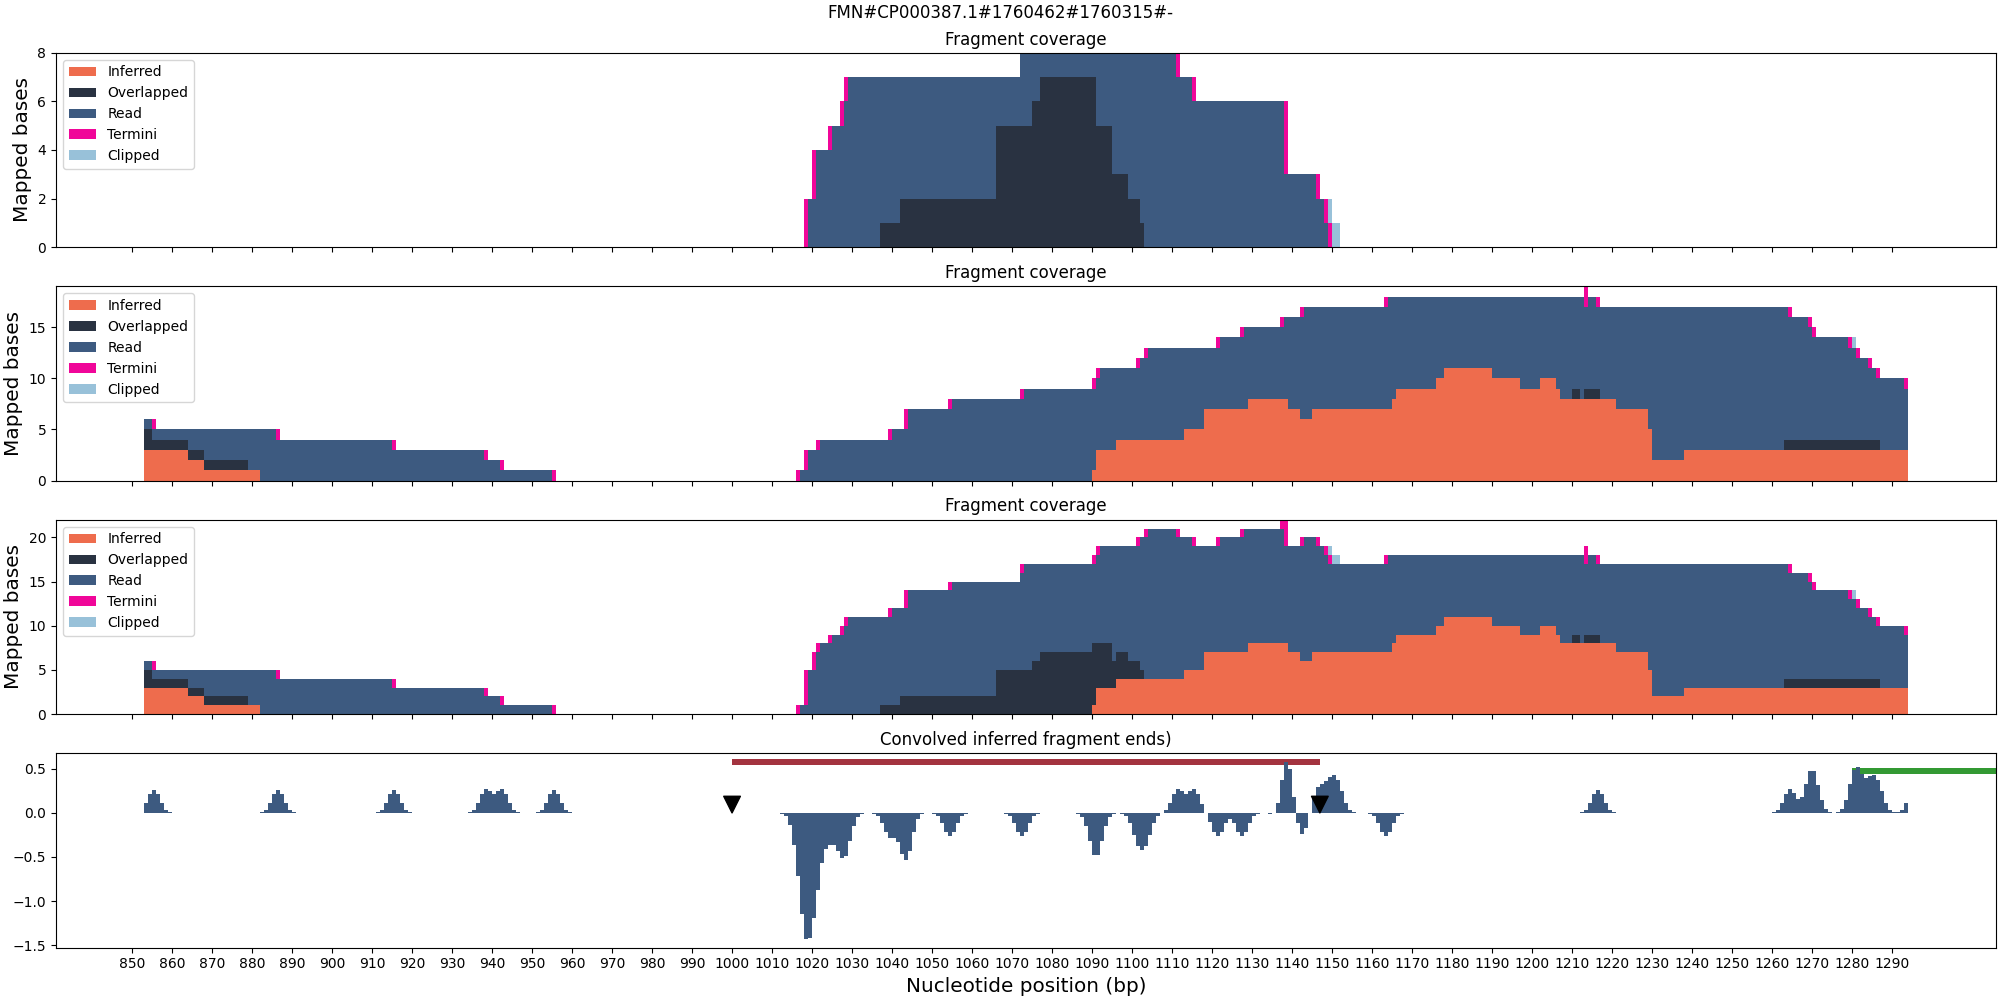 FMN#CP000387.1#1760462#1760315#-
Fragment coverage
8
6
4
2
0
Mapped bases
Inferred
Overlapped
Read
Termini
Clipped
Fragment coverage
15
10
5
0
Mapped bases
Inferred
Overlapped
Read
Termini
Clipped
Fragment coverage
20
15
10
5
0
Mapped bases
Inferred
Overlapped
Read
Termini
Clipped
Convolved inferred fragment ends)
0.5
0.0
−0.5
−1.0
−1.5
850 860 870 880 890 900 910 920 930 940 950 960 970 980 990 1000 1010 1020 1030 1040 1050 1060 1070 1080 1090 1100 1110 1120 1130 1140 1150 1160 1170 1180 1190 1200 1210 1220 1230 1240 1250 1260 1270 1280 1290
Nucleotide position (bp)